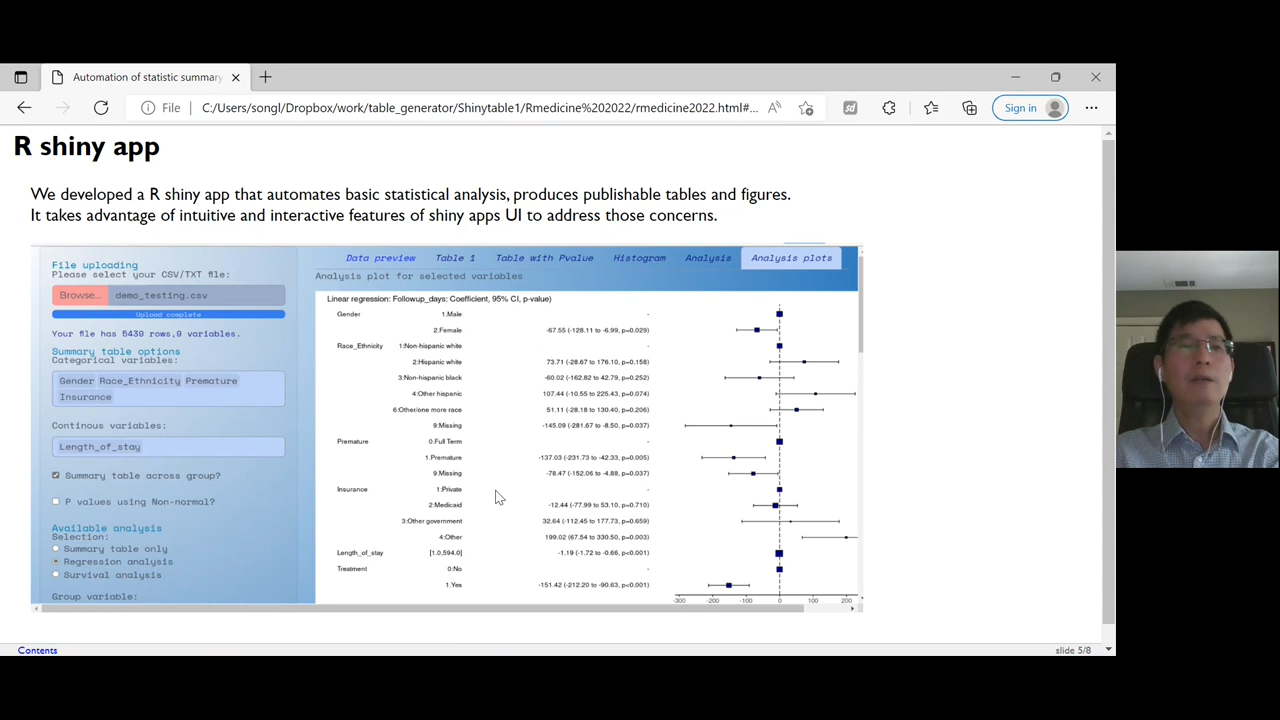 Automation of statistic summary
File C:/Users/songl/Dropbox/work/table_generator/Shinytable1/Rmedicine%202022/rmedicine2022.html#... Sign in
R shiny app
We developed a R shiny app that automates basic statistical analysis, produces publishable tables and figures.
It takes advantage of intuitive and interactive features of shiny apps UI to address those concerns.
File uploading
Please select your CSV/TXT file:
Browse... demo_testing.csv
Upload complete
Your file has 5439 rows,9 variables.
Summary table options
Categorical variables:
Gender Race_Ethnicity Premature
Insurance
Continous variables:
Length_of_stay
Summary table across group?
P values using Non-normal?
Available analysis
Selection:
Summary table only
Regression analysis
Survival analysis
Group variable:
Data preview Table 1 Table with Pvalue Histogram Analysis Analysis plots
Analysis plot for selected variables
Linear regression: Followup_days: Coefficient, 95% CI, p-value)
Gender 1.Male -
2.Female -67.55 (-128.11 to -6.99, p=0.029)
Race_Ethnicity 1:Non-hispanic white -
2:Hispanic white 73.71 (-28.67 to 176.10, p=0.158)
3:Non-hispanic black -60.02 (-162.82 to 42.79, p=0.252)
4:Other hispanic 107.44 (-10.55 to 225.43, p=0.074)
6:Other/one more race 51.11 (-28.18 to 130.40, p=0.206)
9:Missing -145.09 (-281.67 to -8.50, p=0.037)
Premature 0.Full Term -
1.Premature -137.03 (-231.73 to -42.33, p=0.005)
9.Missing -78.47 (-152.06 to -4.88, p=0.037)
Insurance 1:Private -
2:Medicaid -12.44 (-77.99 to 53.10, p=0.710)
3:Other government 32.64 (-112.45 to 177.73, p=0.659)
4:Other 199.02 (67.54 to 330.50, p=0.003)
Length_of_stay [1.0,594.0] -1.19 (-1.72 to -0.66, p<0.001)
Treatment 0:No -
1.Yes -151.42 (-212.20 to -90.63, p<0.001)
-300 -200 -100 0 100 200
Contents
slide 5/8